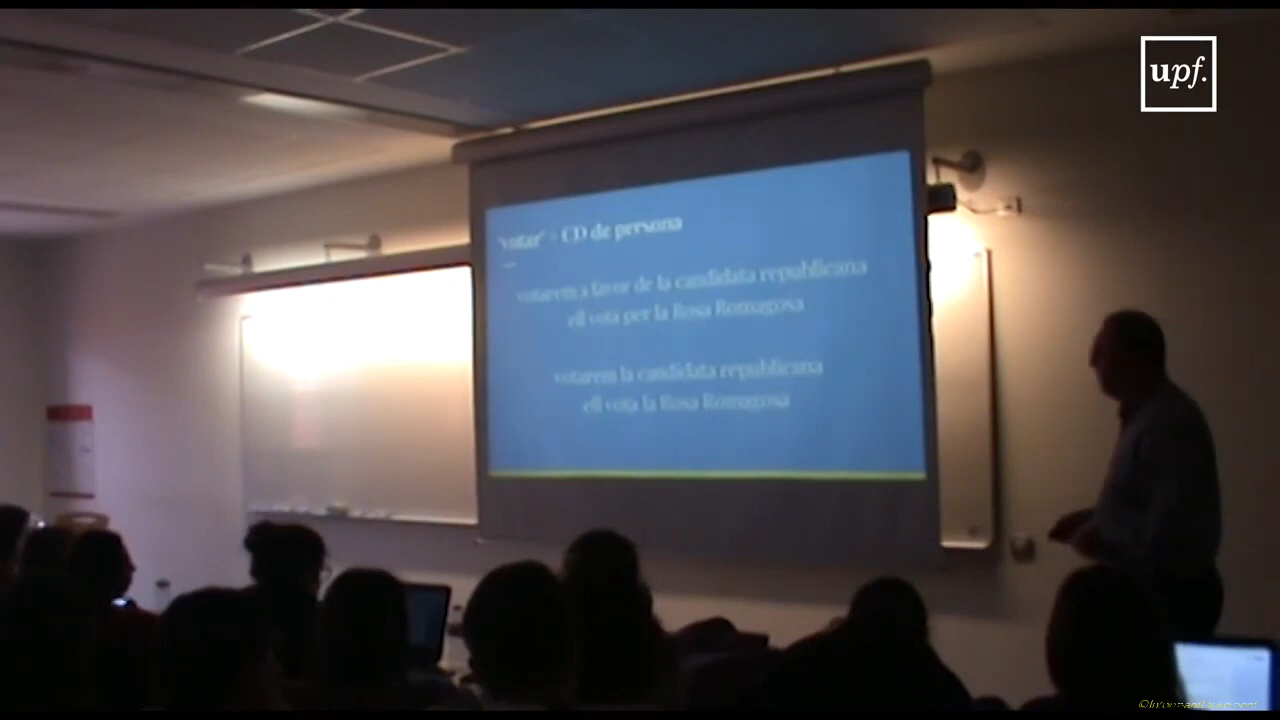 upf.
'votar' + CD de persona
votarem a favor de la candidata republicana
ell vota per la Rosa Romagosa
votarem la candidata republicana
ell vota la Rosa Romagosa